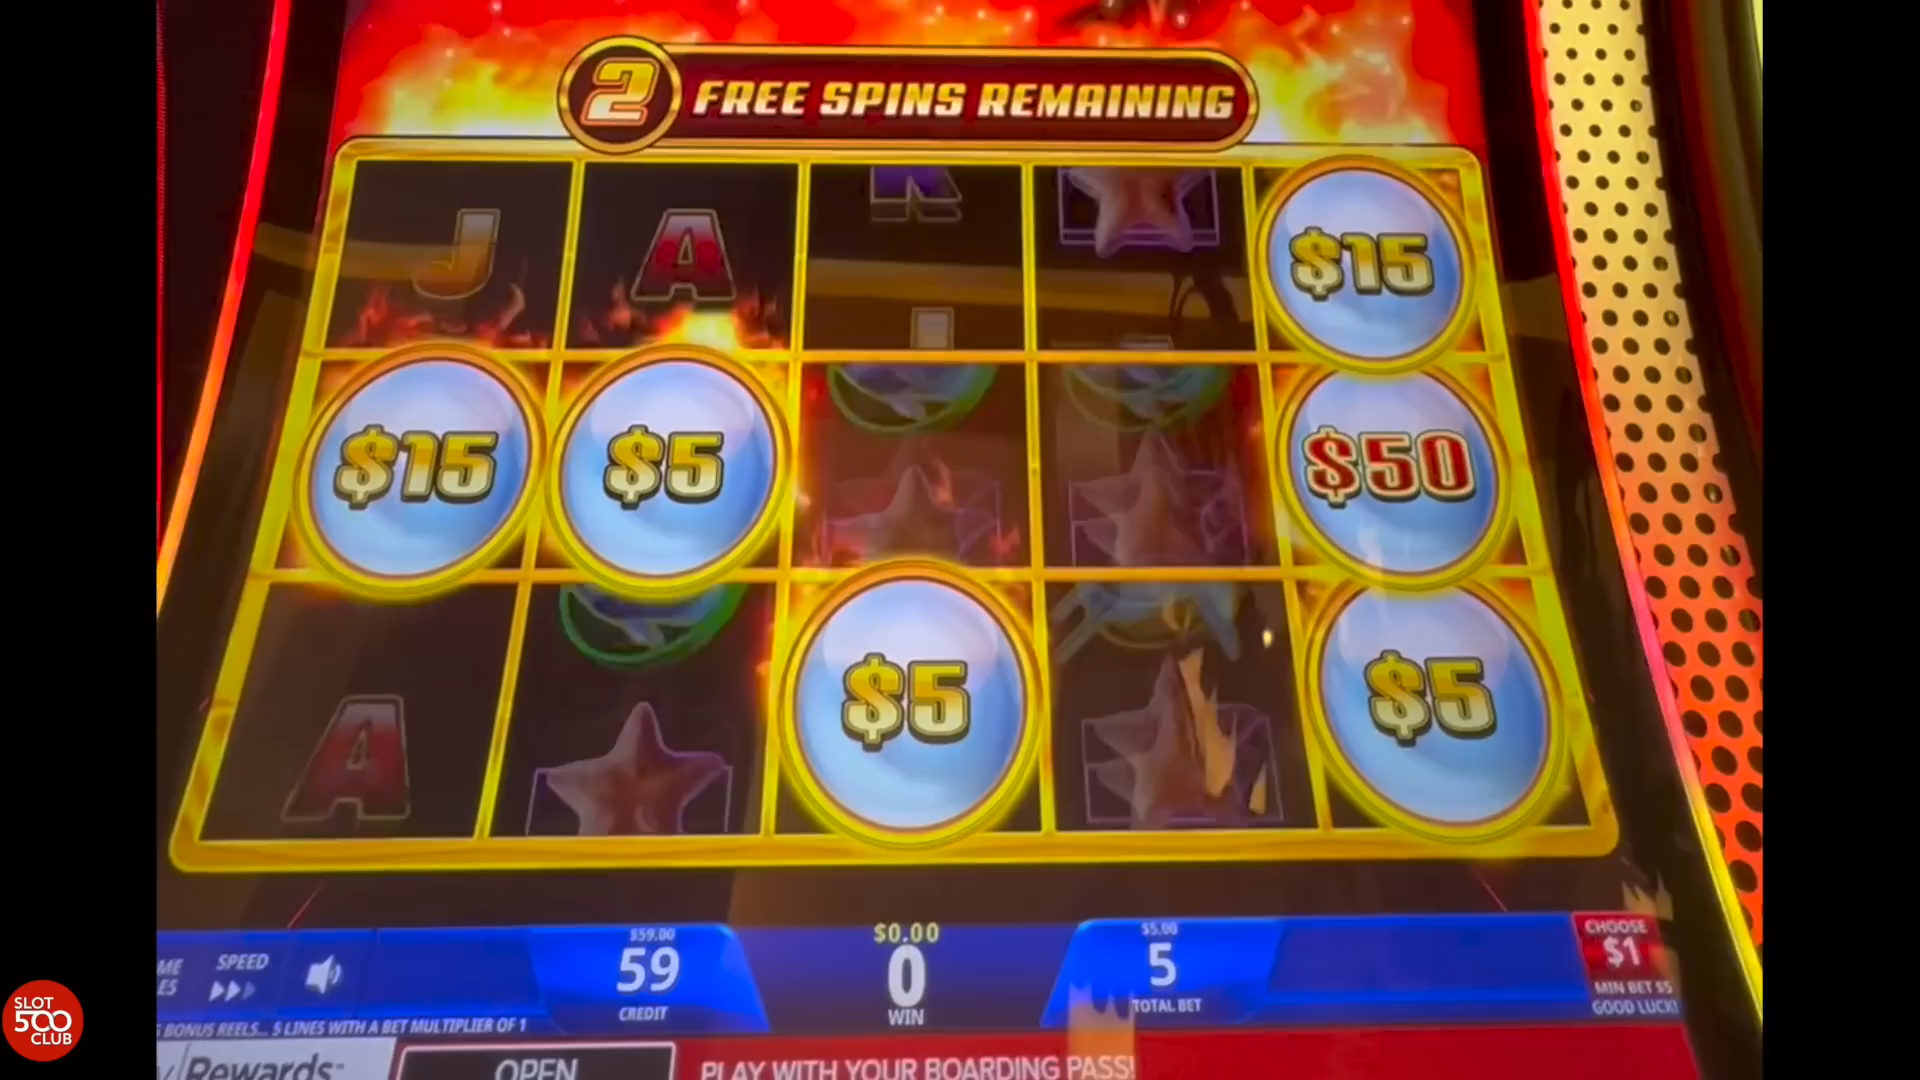 2 FREE SPINS REMAINING
J
A
K
$15
$15
$5
$50
A
$5
$5
SPEED
$59.00
59
CREDIT
$0.00
0
WIN
$5.00
5
TOTAL BET
CHOOSE
$1
MIN BET $5
GOOD LUCK!
BONUS REELS... 5 LINES WITH A BET MULTIPLIER OF 1
Rewards™
OPEN
PLAY WITH YOUR BOARDING PASS!
SLOT
500
CLUB